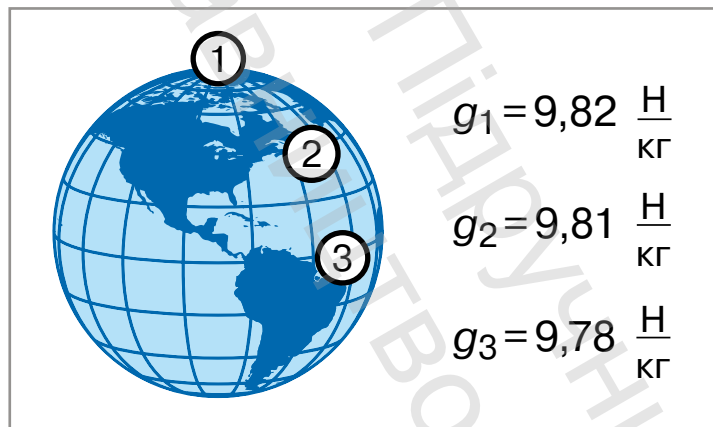 1
2
3
g₁ = 9,82 Н/кг
g₂ = 9,81 Н/кг
g₃ = 9,78 Н/кг